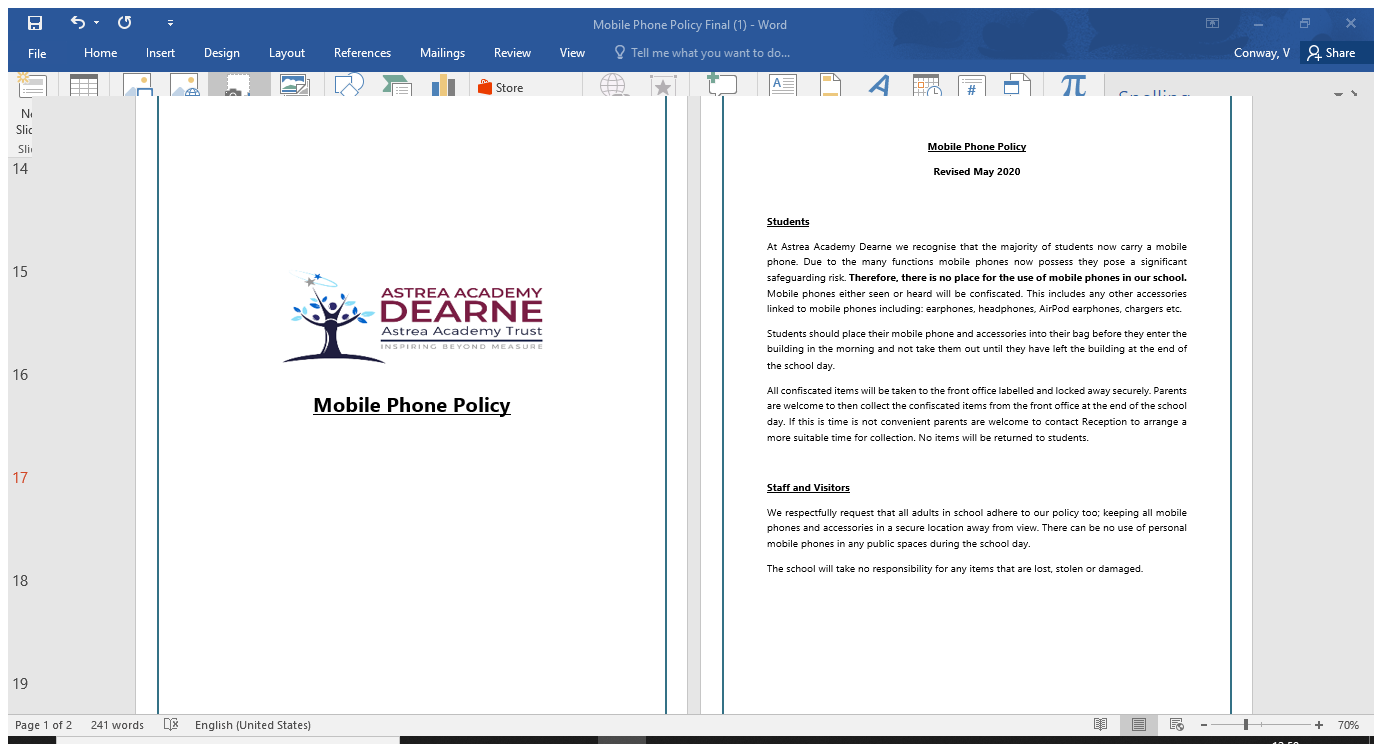 Mobile Phone Policy Final (1) - Word
File Home Insert Design Layout References Mailings Review View Tell me what you want to do... Conway, V Share
Store
14
15
16
17
18
19
ASTREA ACADEMY
DEARNE
Astrea Academy Trust
INSPIRING BEYOND MEASURE
Mobile Phone Policy
Mobile Phone Policy
Revised May 2020
Students
At Astrea Academy Dearne we recognise that the majority of students now carry a mobile
phone. Due to the many functions mobile phones now possess they pose a significant
safeguarding risk. Therefore, there is no place for the use of mobile phones in our school.
Mobile phones either seen or heard will be confiscated. This includes any other accessories
linked to mobile phones including: earphones, headphones, AirPod earphones, chargers etc.
Students should place their mobile phone and accessories into their bag before they enter the
building in the morning and not take them out until they have left the building at the end of
the school day.
All confiscated items will be taken to the front office labelled and locked away securely. Parents
are welcome to then collect the confiscated items from the front office at the end of the school
day. If this is time is not convenient parents are welcome to contact Reception to arrange a
more suitable time for collection. No items will be returned to students.
Staff and Visitors
We respectfully request that all adults in school adhere to our policy too; keeping all mobile
phones and accessories in a secure location away from view. There can be no use of personal
mobile phones in any public spaces during the school day.
The school will take no responsibility for any items that are lost, stolen or damaged.
Page 1 of 2 241 words English (United States) 70%